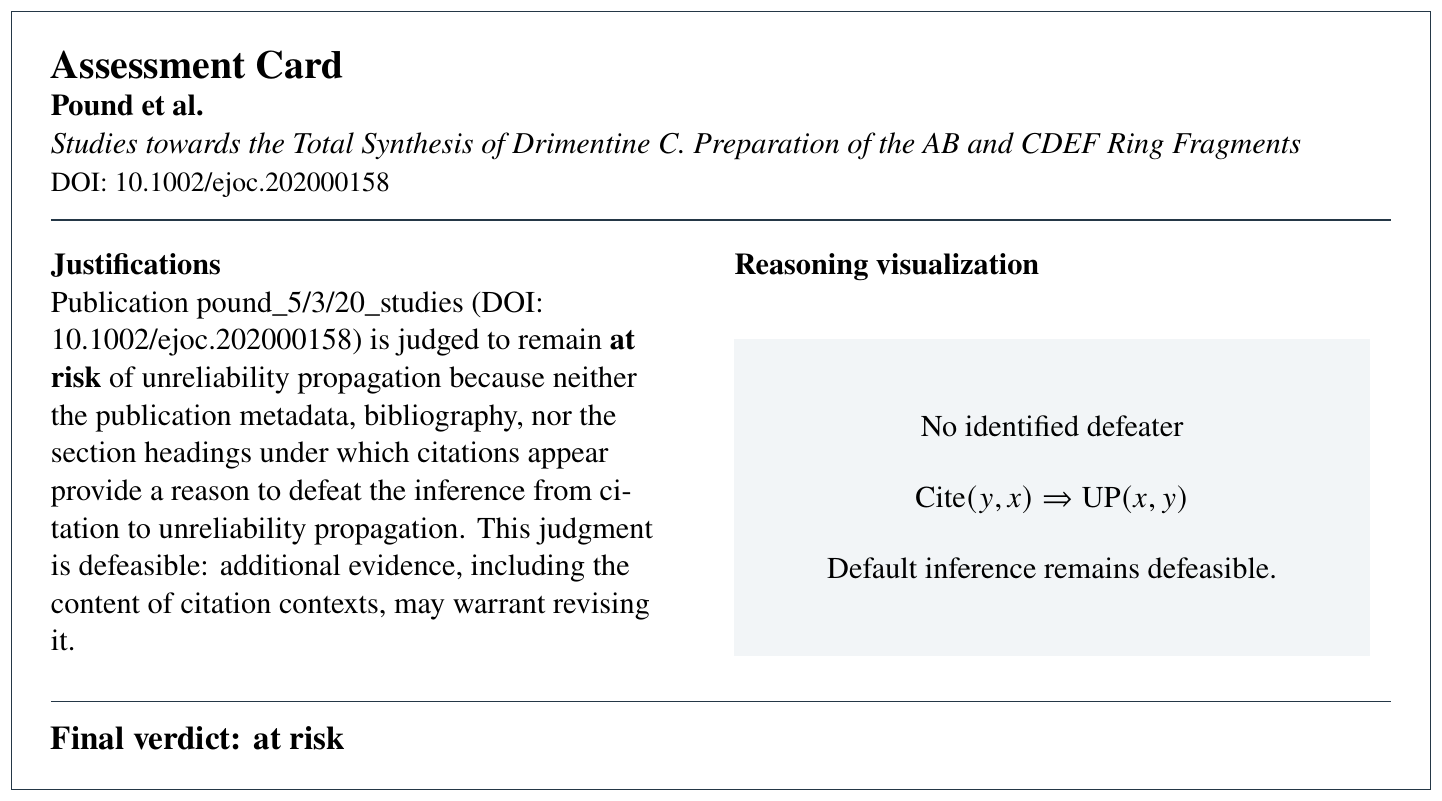 Assessment Card
Pound et al.
Studies towards the Total Synthesis of Drimentine C. Preparation of the AB and CDEF Ring Fragments
DOI: 10.1002/ejoc.202000158
Justifications
Publication pound_5/3/20_studies (DOI:
10.1002/ejoc.202000158) is judged to remain at
risk of unreliability propagation because neither
the publication metadata, bibliography, nor the
section headings under which citations appear
provide a reason to defeat the inference from ci-
tation to unreliability propagation. This judgment
is defeasible: additional evidence, including the
content of citation contexts, may warrant revising
it.
Reasoning visualization
No identified defeater
Cite(y, x) ⟹ UP(x, y)
Default inference remains defeasible.
Final verdict: at risk